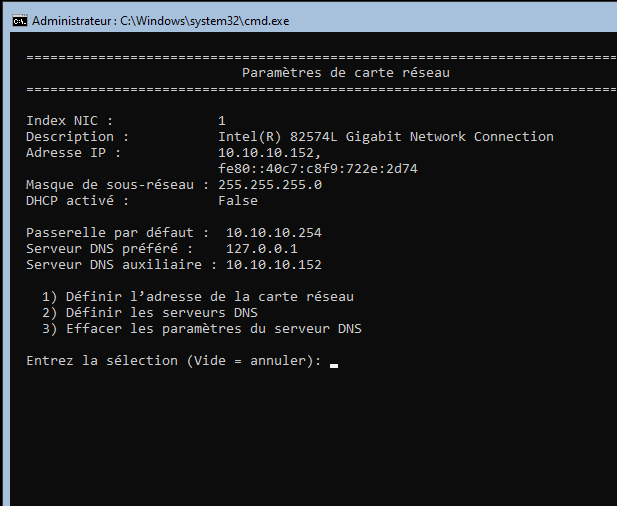 Administrateur : C:\Windows\system32\cmd.exe
================================================================================
Paramètres de carte réseau
================================================================================
Index NIC : 1
Description : Intel(R) 82574L Gigabit Network Connection
Adresse IP : 10.10.10.152,
fe80::40c7:c8f9:722e:2d74
Masque de sous-réseau : 255.255.255.0
DHCP activé : False
Passerelle par défaut : 10.10.10.254
Serveur DNS préféré : 127.0.0.1
Serveur DNS auxiliaire : 10.10.10.152
1) Définir l’adresse de la carte réseau
2) Définir les serveurs DNS
3) Effacer les paramètres du serveur DNS
Entrez la sélection (Vide = annuler): _